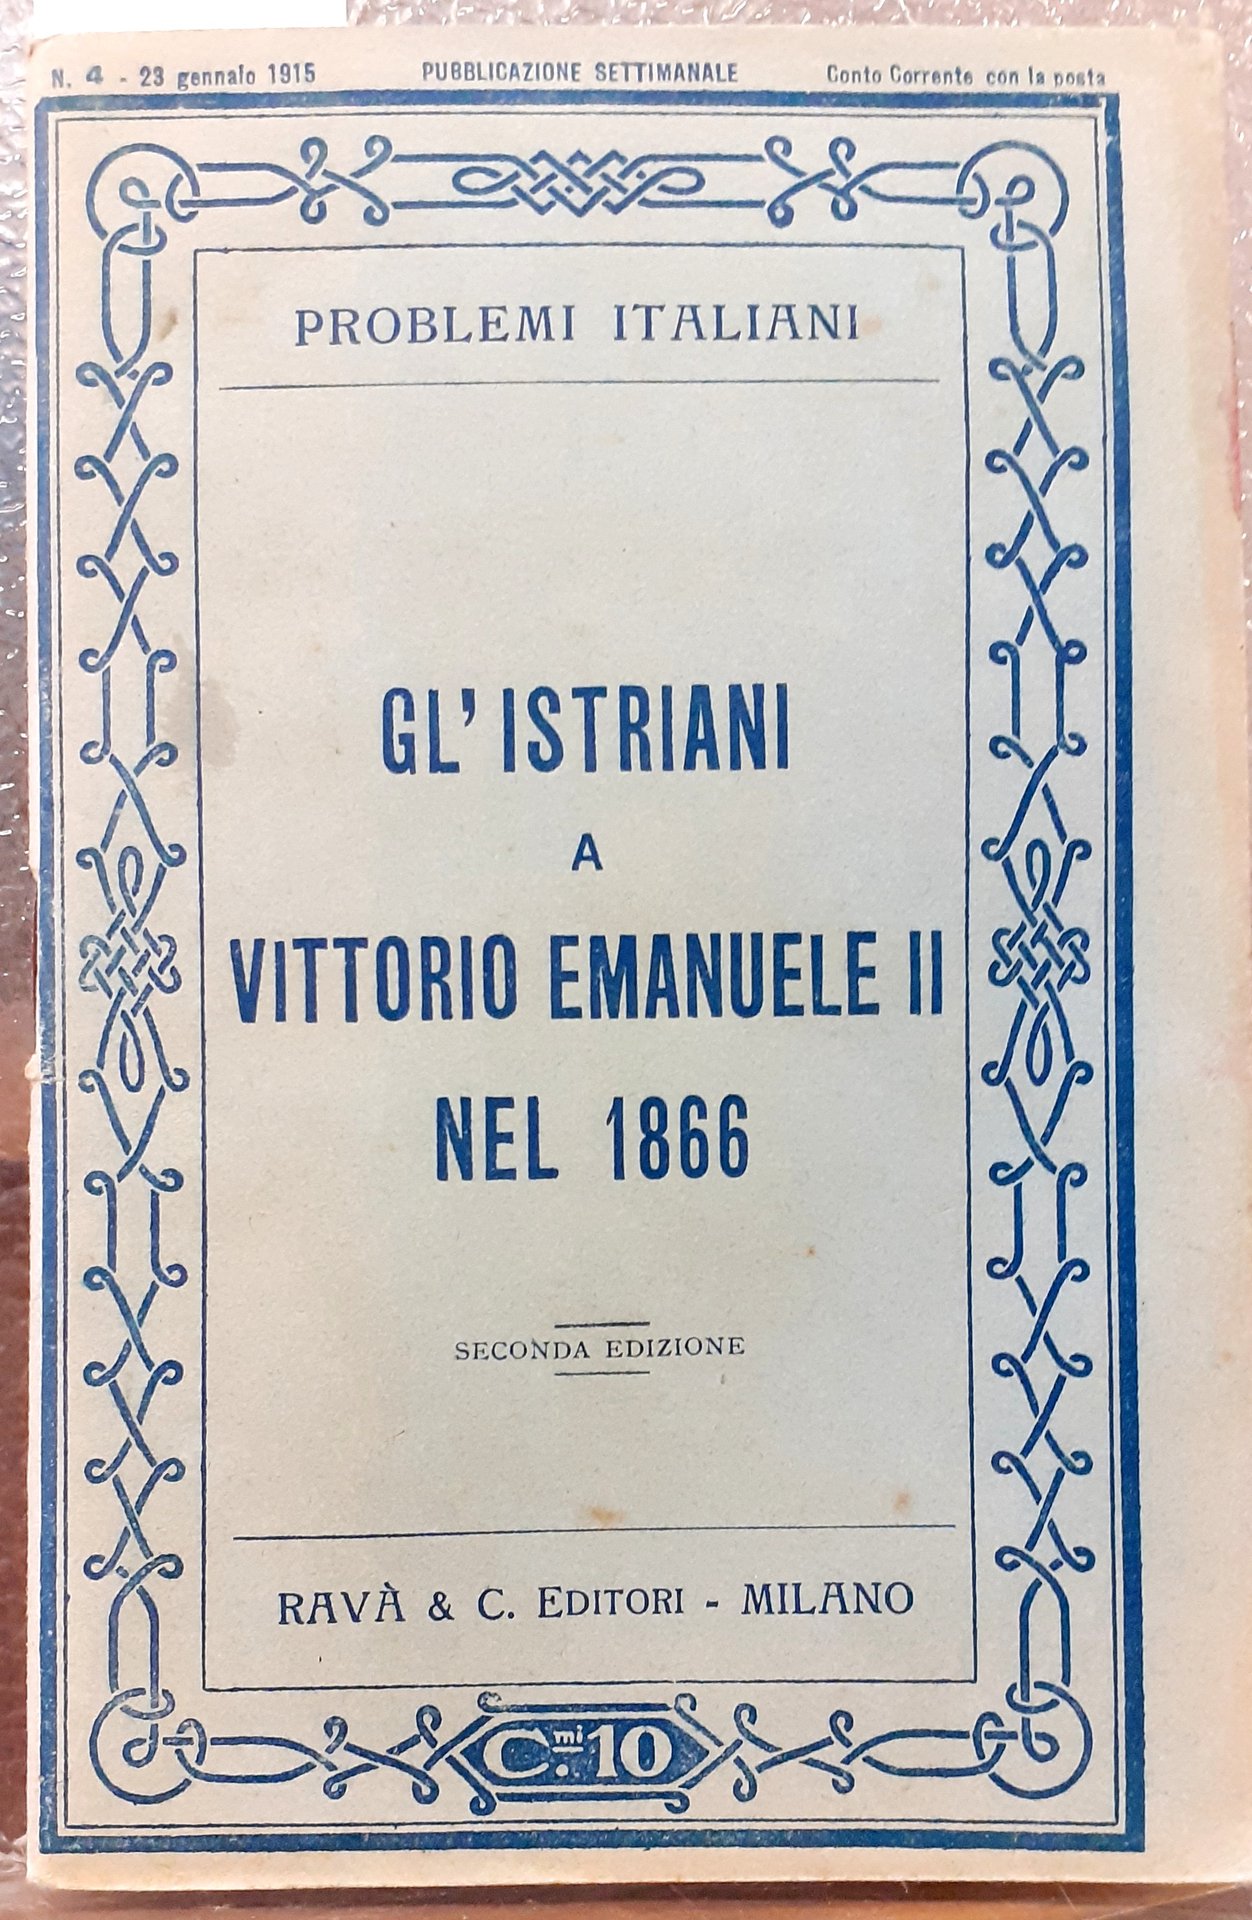 N. 4 - 23 gennaio 1915 PUBBLICAZIONE SETTIMANALE Conto Corrente con la posta
PROBLEMI ITALIANI
GL' ISTRIANI
A
VITTORIO EMANUELE II
NEL 1866
SECONDA EDIZIONE
RAVÀ & C. EDITORI - MILANO
C.mi 10